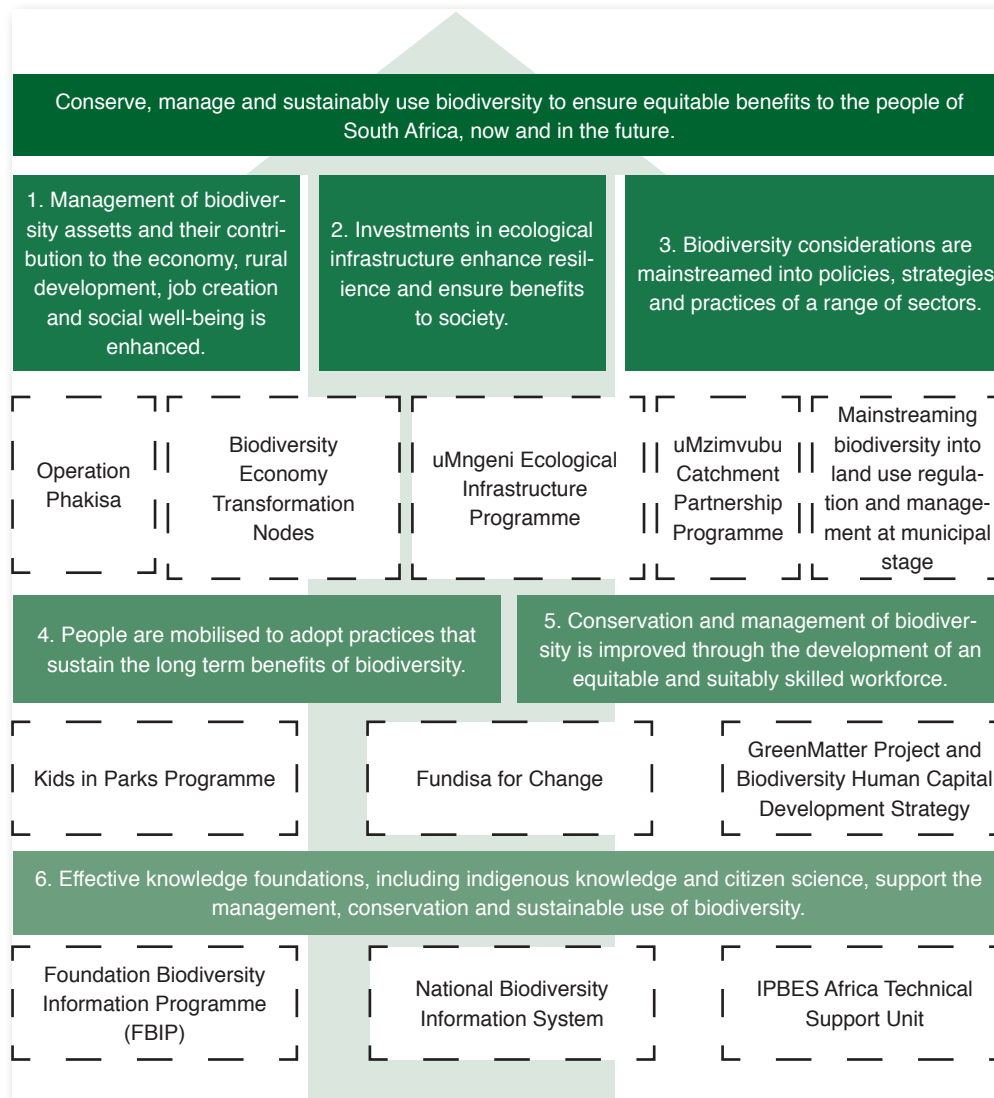 Conserve, manage and sustainably use biodiversity to ensure equitable benefits to the people of
South Africa, now and in the future.
1. Management of biodiver-
sity assetts and their contri-
bution to the economy, rural
development, job creation
and social well-being is
enhanced.
2. Investments in ecological
infrastructure enhance resil-
ience and ensure benefits
to society.
3. Biodiversity considerations are
mainstreamed into policies, strategies
and practices of a range of sectors.
Operation
Phakisa
Biodiversity
Economy
Transformation
Nodes
uMngeni Ecological
Infrastructure
Programme
uMzimvubu
Catchment
Partnership
Programme
Mainstreaming
biodiversity into
land use regula-
tion and manage-
ment at municipal
stage
4. People are mobilised to adopt practices that
sustain the long term benefits of biodiversity.
5. Conservation and management of biodiver-
sity is improved through the development of an
equitable and suitably skilled workforce.
Kids in Parks Programme
Fundisa for Change
GreenMatter Project and
Biodiversity Human Capital
Development Strategy
6. Effective knowledge foundations, including indigenous knowledge and citizen science, support the
management, conservation and sustainable use of biodiversity.
Foundation Biodiversity
Information Programme
(FBIP)
National Biodiversity
Information System
IPBES Africa Technical
Support Unit